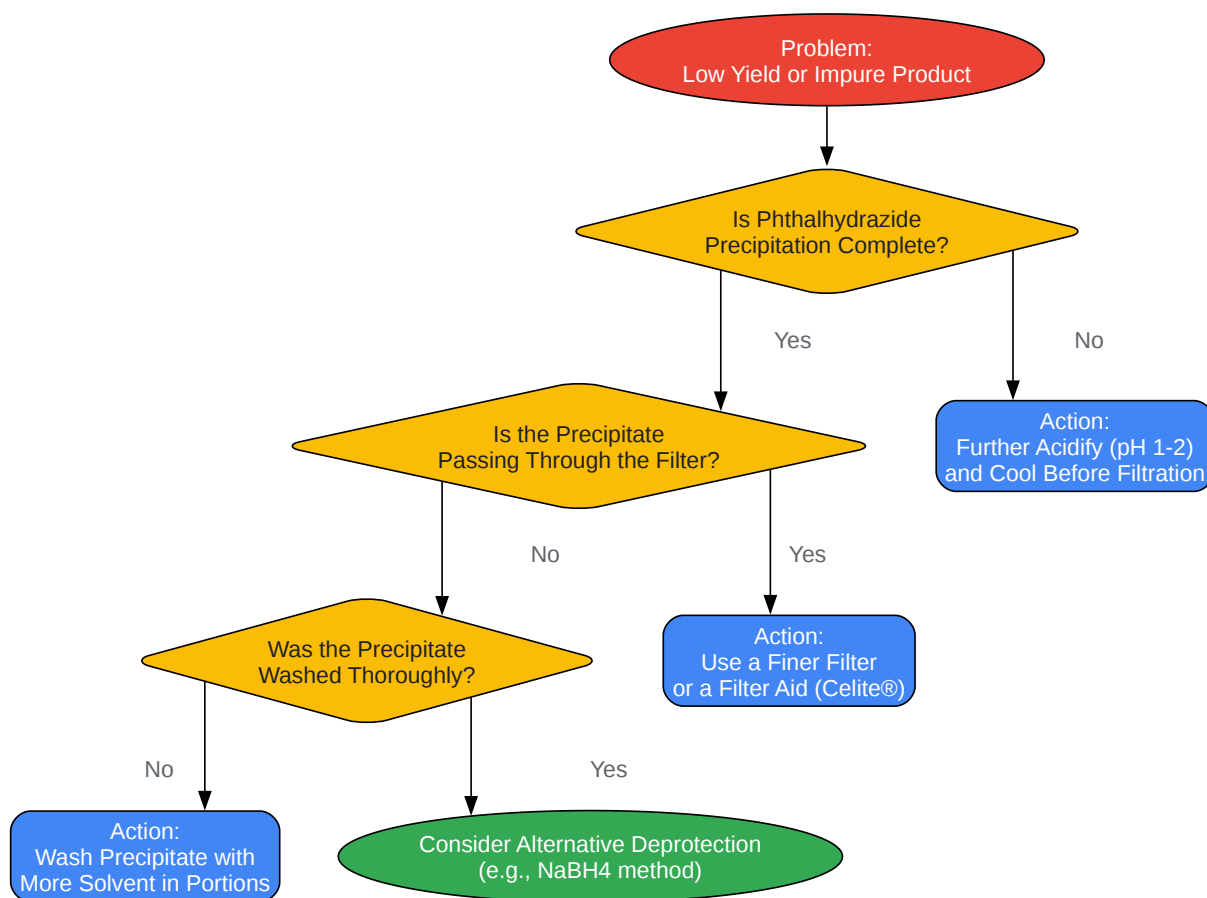 Problem:
Low Yield or Impure Product
Is Phthalhydrazide
Precipitation Complete?
Yes
No
Action:
Further Acidify (pH 1-2)
and Cool Before Filtration
Is the Precipitate
Passing Through the Filter?
No
Yes
Action:
Use a Finer Filter
or a Filter Aid (Celite®)
Was the Precipitate
Washed Thoroughly?
No
Yes
Action:
Wash Precipitate with
More Solvent in Portions
Consider Alternative Deprotection
(e.g., NaBH4 method)